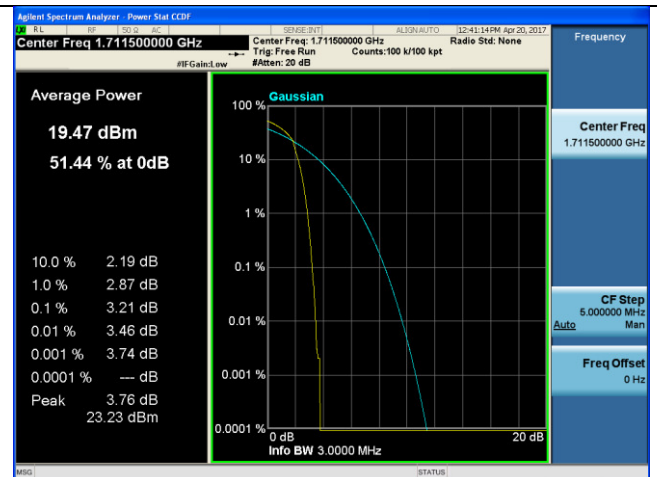 Agilent Spectrum Analyzer - Power Stat CCDF
LXI RL RF 50 Ω AC SENSE:INT ALIGN AUTO 12:41:14 PM Apr 20, 2017
Center Freq 1.711500000 GHz
Center Freq: 1.711500000 GHz Radio Std: None
Trig: Free Run Counts:100 k/100 kpt
#IFGain:Low #Atten: 20 dB
Frequency
Average Power
19.47 dBm
51.44 % at 0dB
10.0 % 2.19 dB
1.0 % 2.87 dB
0.1 % 3.21 dB
0.01 % 3.46 dB
0.001 % 3.74 dB
0.0001 % --- dB
Peak 3.76 dB
23.23 dBm
Gaussian
100 %
10 %
1 %
0.1 %
0.01 %
0.001 %
0.0001 %
0 dB 20 dB
Info BW 3.0000 MHz
Center Freq
1.711500000 GHz
CF Step
5.000000 MHz
Auto Man
Freq Offset
0 Hz
MSG STATUS